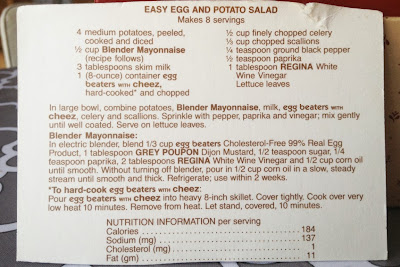 EASY EGG AND POTATO SALAD
Makes 8 servings
4 medium potatoes, peeled,
cooked and diced
½ cup Blender Mayonnaise
(recipe follows)
3 tablespoons skim milk
1 (8-ounce) container egg
beaters WITH cheez,
hard-cooked* and chopped
½ cup finely chopped celery
⅓ cup chopped scallions
¼ teaspoon ground black pepper
½ teaspoon paprika
1 tablespoon REGINA White
Wine Vinegar
Lettuce leaves
In large bowl, combine potatoes, Blender Mayonnaise, milk, egg beaters WITH
cheez, celery and scallions. Sprinkle with pepper, paprika and vinegar; mix gently
until well coated. Serve on lettuce leaves.
Blender Mayonnaise:
In electric blender, blend 1/3 cup egg beaters Cholesterol-Free 99% Real Egg
Product, 1 tablespoon GREY POUPON Dijon Mustard, 1/2 teaspoon sugar, 1/4
teaspoon paprika, 2 tablespoons REGINA White Wine Vinegar and 1/2 cup corn oil
until smooth. Without turning off blender, pour in 1/2 cup corn oil in a slow, steady
stream until smooth and thick. Refrigerate; use within 2 weeks.
*To hard-cook egg beaters WITH cheez:
Pour egg beaters WITH cheez into heavy 8-inch skillet. Cover tightly. Cook over very
low heat 10 minutes. Remove from heat. Let stand, covered, 10 minutes.
NUTRITION INFORMATION per serving
Calories ........ 184
Sodium (mg) ........ 137
Cholesterol (mg) ........ 1
Fat (gm) ........ 11